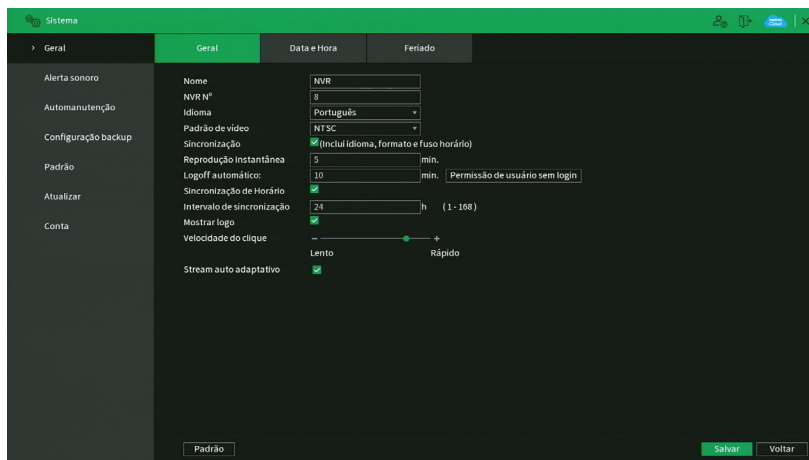 Sistema
Geral
Alerta sonoro
Automanutenção
Configuração backup
Padrão
Atualizar
Conta
Geral
Data e Hora
Feriado
Nome NVR
NVR Nº 8
Idioma Português
Padrão de vídeo NTSC
Sincronização (Inclui idioma, formato e fuso horário)
Reprodução Instantânea 5 min.
Logoff automático: 10 min. Permissão de usuário sem login
Sincronização de Horário
Intervalo de sincronização 24 h (1 - 168)
Mostrar logo
Velocidade do clique - +
Lento Rápido
Stream auto adaptativo
Padrão
Salvar
Voltar